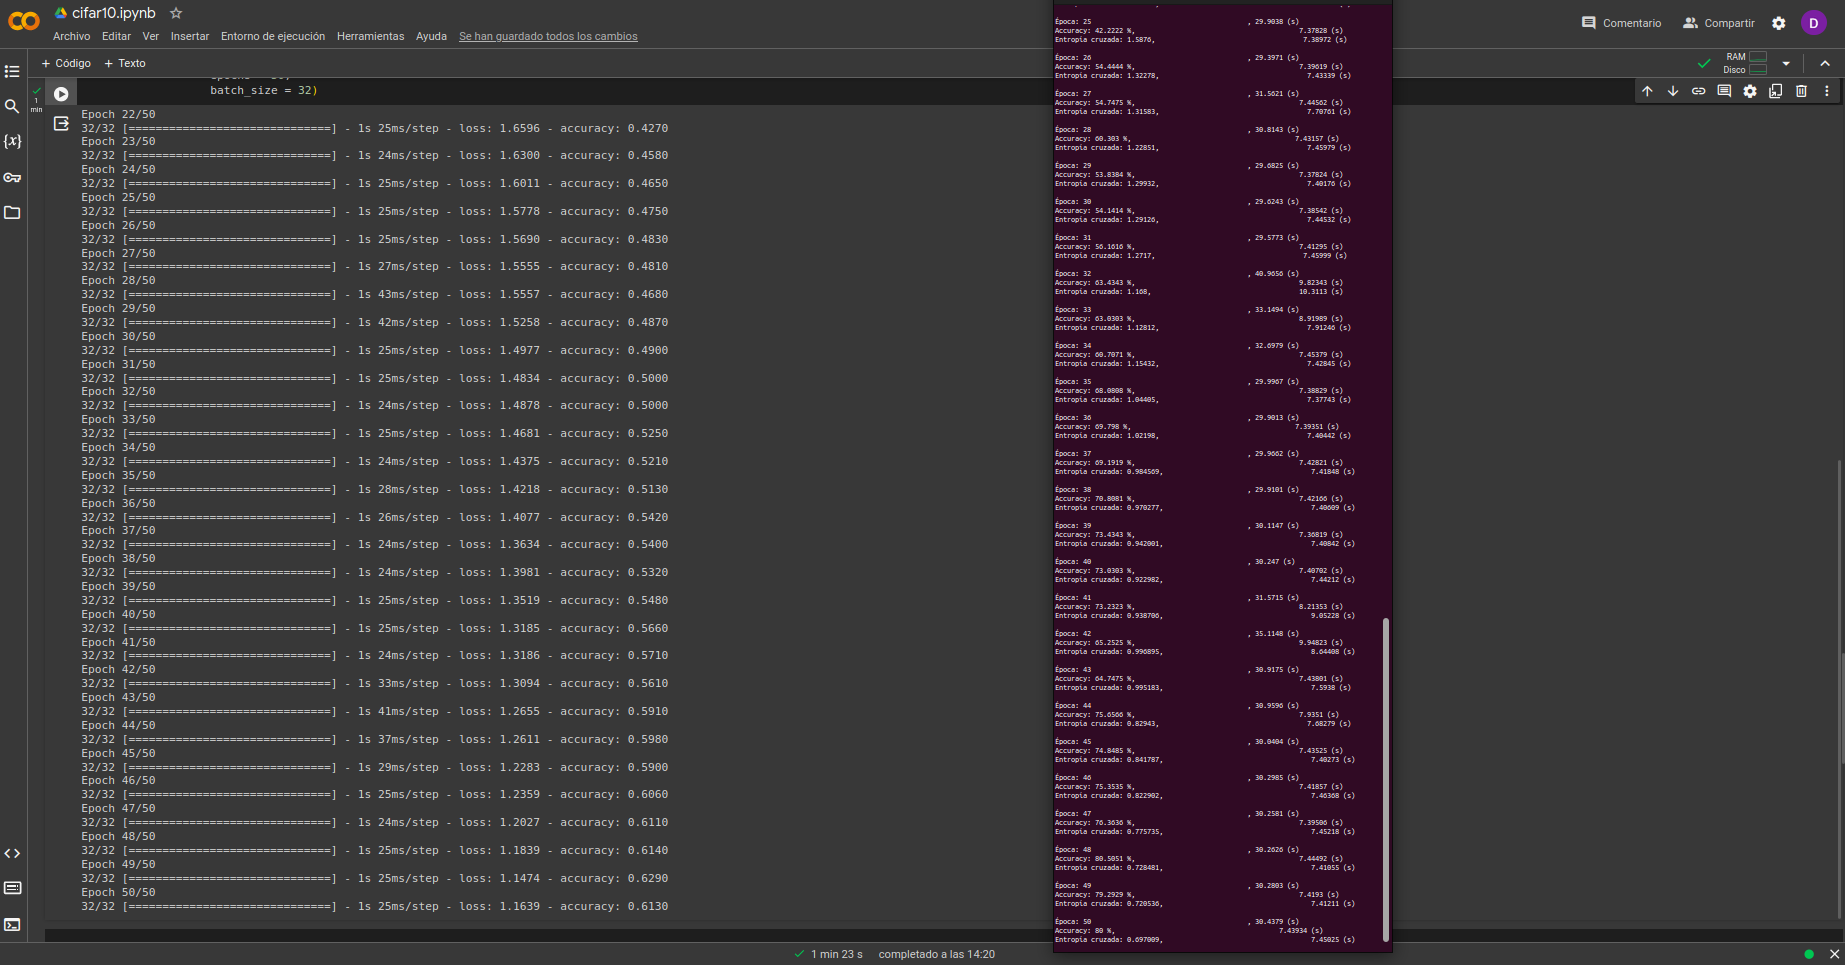 cifar10.ipynb
Archivo Editar Ver Insertar Entorno de ejecución Herramientas Ayuda Se han guardado todos los cambios
Comentario Compartir D
+ Código + Texto
RAM
Disco
1
min
batch_size = 32)
Epoch 22/50
32/32 [==============================] - 1s 25ms/step - loss: 1.6596 - accuracy: 0.4270
Epoch 23/50
32/32 [==============================] - 1s 24ms/step - loss: 1.6300 - accuracy: 0.4580
Epoch 24/50
32/32 [==============================] - 1s 25ms/step - loss: 1.6011 - accuracy: 0.4650
Epoch 25/50
32/32 [==============================] - 1s 25ms/step - loss: 1.5778 - accuracy: 0.4750
Epoch 26/50
32/32 [==============================] - 1s 25ms/step - loss: 1.5690 - accuracy: 0.4830
Epoch 27/50
32/32 [==============================] - 1s 27ms/step - loss: 1.5555 - accuracy: 0.4810
Epoch 28/50
32/32 [==============================] - 1s 43ms/step - loss: 1.5557 - accuracy: 0.4680
Epoch 29/50
32/32 [==============================] - 1s 42ms/step - loss: 1.5258 - accuracy: 0.4870
Epoch 30/50
32/32 [==============================] - 1s 25ms/step - loss: 1.4977 - accuracy: 0.4900
Epoch 31/50
32/32 [==============================] - 1s 25ms/step - loss: 1.4834 - accuracy: 0.5000
Epoch 32/50
32/32 [==============================] - 1s 24ms/step - loss: 1.4878 - accuracy: 0.5000
Epoch 33/50
32/32 [==============================] - 1s 25ms/step - loss: 1.4681 - accuracy: 0.5250
Epoch 34/50
32/32 [==============================] - 1s 24ms/step - loss: 1.4375 - accuracy: 0.5210
Epoch 35/50
32/32 [==============================] - 1s 28ms/step - loss: 1.4218 - accuracy: 0.5130
Epoch 36/50
32/32 [==============================] - 1s 26ms/step - loss: 1.4077 - accuracy: 0.5420
Epoch 37/50
32/32 [==============================] - 1s 24ms/step - loss: 1.3634 - accuracy: 0.5400
Epoch 38/50
32/32 [==============================] - 1s 24ms/step - loss: 1.3981 - accuracy: 0.5320
Epoch 39/50
32/32 [==============================] - 1s 25ms/step - loss: 1.3519 - accuracy: 0.5480
Epoch 40/50
32/32 [==============================] - 1s 25ms/step - loss: 1.3185 - accuracy: 0.5660
Epoch 41/50
32/32 [==============================] - 1s 24ms/step - loss: 1.3186 - accuracy: 0.5710
Epoch 42/50
32/32 [==============================] - 1s 33ms/step - loss: 1.3094 - accuracy: 0.5610
Epoch 43/50
32/32 [==============================] - 1s 41ms/step - loss: 1.2655 - accuracy: 0.5910
Epoch 44/50
32/32 [==============================] - 1s 37ms/step - loss: 1.2611 - accuracy: 0.5980
Epoch 45/50
32/32 [==============================] - 1s 29ms/step - loss: 1.2283 - accuracy: 0.5900
Epoch 46/50
32/32 [==============================] - 1s 25ms/step - loss: 1.2359 - accuracy: 0.6060
Epoch 47/50
32/32 [==============================] - 1s 24ms/step - loss: 1.2027 - accuracy: 0.6110
Epoch 48/50
32/32 [==============================] - 1s 25ms/step - loss: 1.1839 - accuracy: 0.6140
Epoch 49/50
32/32 [==============================] - 1s 25ms/step - loss: 1.1474 - accuracy: 0.6290
Epoch 50/50
32/32 [==============================] - 1s 25ms/step - loss: 1.1639 - accuracy: 0.6130
Época: 25 , 29.9038 (s)
Accuracy: 42.2222 %, 7.37828 (s)
Entropia cruzada: 1.5876, 7.38972 (s)
Época: 26 , 29.3971 (s)
Accuracy: 54.4444 %, 7.39619 (s)
Entropia cruzada: 1.32278, 7.43339 (s)
Época: 27 , 31.5621 (s)
Accuracy: 54.7475 %, 7.44562 (s)
Entropia cruzada: 1.31583, 7.70761 (s)
Época: 28 , 30.8143 (s)
Accuracy: 60.303 %, 7.43157 (s)
Entropia cruzada: 1.22851, 7.45979 (s)
Época: 29 , 29.6825 (s)
Accuracy: 53.8384 %, 7.37824 (s)
Entropia cruzada: 1.29932, 7.40176 (s)
Época: 30 , 29.6243 (s)
Accuracy: 54.1414 %, 7.38542 (s)
Entropia cruzada: 1.29126, 7.44532 (s)
Época: 31 , 29.5773 (s)
Accuracy: 56.1616 %, 7.41295 (s)
Entropia cruzada: 1.2717, 7.45999 (s)
Época: 32 , 40.9656 (s)
Accuracy: 63.4343 %, 9.82343 (s)
Entropia cruzada: 1.168, 10.3113 (s)
Época: 33 , 33.1494 (s)
Accuracy: 63.0303 %, 8.91989 (s)
Entropia cruzada: 1.12812, 7.91246 (s)
Época: 34 , 32.6979 (s)
Accuracy: 60.7071 %, 7.45379 (s)
Entropia cruzada: 1.15432, 7.42845 (s)
Época: 35 , 29.9967 (s)
Accuracy: 68.0808 %, 7.38829 (s)
Entropia cruzada: 1.04405, 7.37743 (s)
Época: 36 , 29.9013 (s)
Accuracy: 69.798 %, 7.39351 (s)
Entropia cruzada: 1.02198, 7.40442 (s)
Época: 37 , 29.9662 (s)
Accuracy: 69.1919 %, 7.42821 (s)
Entropia cruzada: 0.984569, 7.41848 (s)
Época: 38 , 29.9101 (s)
Accuracy: 70.8081 %, 7.42166 (s)
Entropia cruzada: 0.970277, 7.40609 (s)
Época: 39 , 30.1147 (s)
Accuracy: 73.4343 %, 7.36819 (s)
Entropia cruzada: 0.942001, 7.40842 (s)
Época: 40 , 30.247 (s)
Accuracy: 73.0303 %, 7.40702 (s)
Entropia cruzada: 0.922982, 7.44212 (s)
Época: 41 , 31.5715 (s)
Accuracy: 73.2323 %, 8.21353 (s)
Entropia cruzada: 0.938706, 9.05228 (s)
Época: 42 , 35.1148 (s)
Accuracy: 65.2525 %, 9.94823 (s)
Entropia cruzada: 0.996895, 8.64408 (s)
Época: 43 , 30.9175 (s)
Accuracy: 64.7475 %, 7.43801 (s)
Entropia cruzada: 0.995183, 7.5938 (s)
Época: 44 , 30.9596 (s)
Accuracy: 75.6566 %, 7.9351 (s)
Entropia cruzada: 0.82943, 7.68279 (s)
Época: 45 , 30.0404 (s)
Accuracy: 74.8485 %, 7.43525 (s)
Entropia cruzada: 0.841787, 7.40273 (s)
Época: 46 , 30.2985 (s)
Accuracy: 75.3535 %, 7.41857 (s)
Entropia cruzada: 0.822902, 7.46368 (s)
Época: 47 , 30.2581 (s)
Accuracy: 76.3636 %, 7.39506 (s)
Entropia cruzada: 0.775735, 7.45218 (s)
Época: 48 , 30.2626 (s)
Accuracy: 80.5051 %, 7.44492 (s)
Entropia cruzada: 0.728481, 7.41055 (s)
Época: 49 , 30.2803 (s)
Accuracy: 79.2929 %, 7.4193 (s)
Entropia cruzada: 0.720536, 7.41211 (s)
Época: 50 , 30.4379 (s)
Accuracy: 80 %, 7.43934 (s)
Entropia cruzada: 0.697009, 7.45025 (s)
1 min 23 s completado a las 14:20